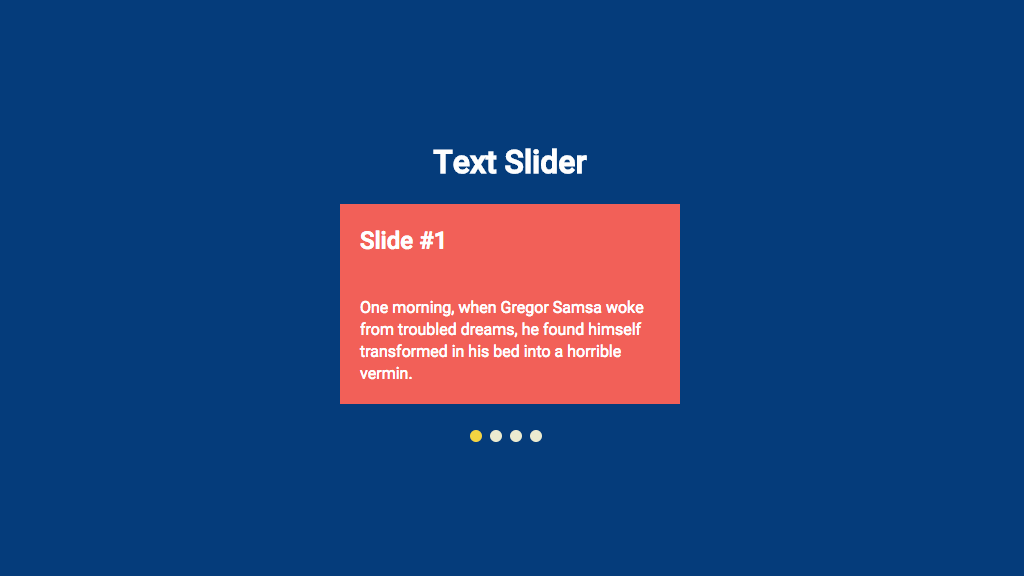 Text Slider
Slide #1
One morning, when Gregor Samsa woke
from troubled dreams, he found himself
transformed in his bed into a horrible
vermin.